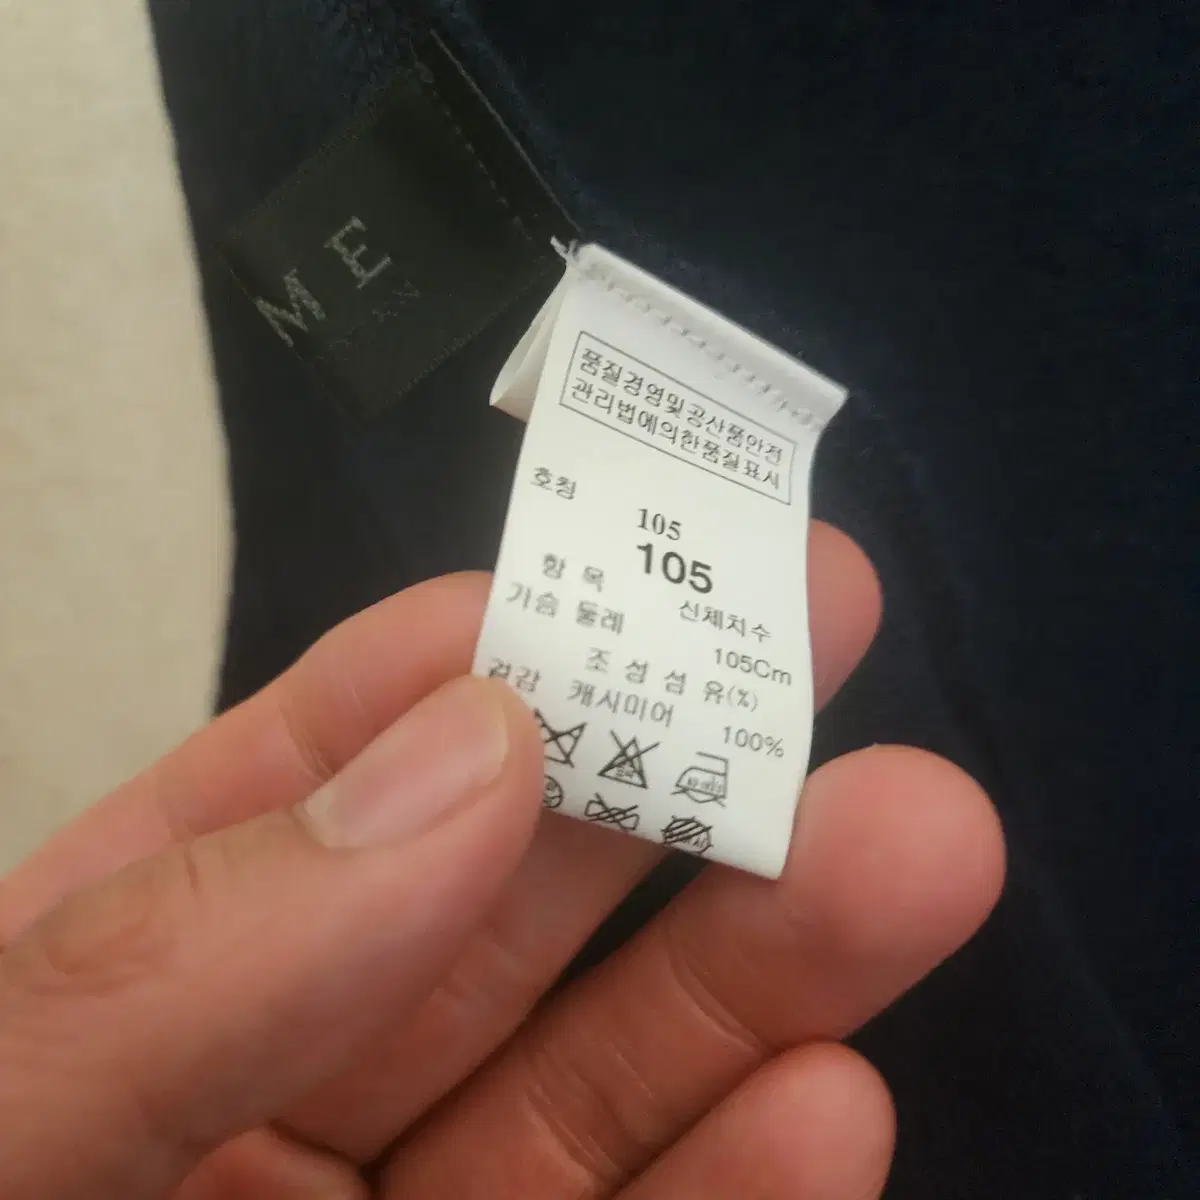 ME
품질경영및공산품안전
관리법에의한품질표시
호칭
105
105
항 목 신체치수
가슴 둘레 105Cm
조 성 섬 유(%)
겉감 캐시미어 100%